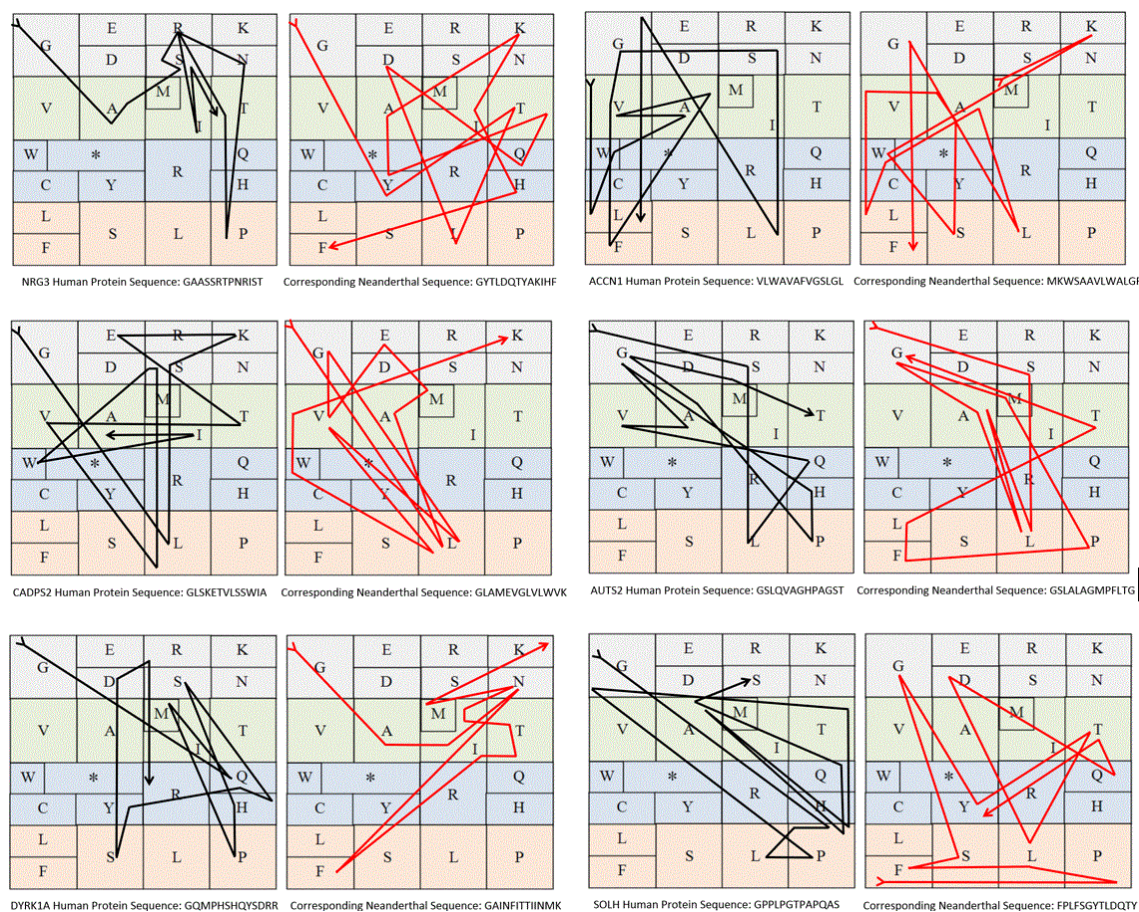 E R K
G
D S N
M
V A T
I
W * Q
R
C Y H
L
S L P
F
NRG3 Human Protein Sequence: GAASSRTPNRIST
E R K
G
D S N
M
V A T
I
W * Q
R
C Y H
L
S L P
F
Corresponding Neanderthal Sequence: GYTLDQTYAKIHF
E R K
G
D S N
M
V A T
I
W * Q
R
C Y H
L
S L P
F
ACCN1 Human Protein Sequence: VLWAVAFVGSLGL
E R K
G
D S N
M
V A T
I
W * Q
R
C Y H
L
S L P
F
Corresponding Neanderthal Sequence: MKWSAAVLWALGF
E R K
G
D S N
M
V A T
I
W * Q
R
C Y H
L
S L P
F
CADPS2 Human Protein Sequence: GLSKETVLSSWIA
E R K
G
D S N
M
V A T
I
W * Q
R
C Y H
L
S L P
F
Corresponding Neanderthal Sequence: GLAMEVGLVLWVK
E R K
G
D S N
M
V A T
I
W * Q
R
C Y H
L
S L P
F
AUTS2 Human Protein Sequence: GSLQVAGHPAGST
E R K
G
D S N
M
V A T
I
W * Q
R
C Y H
L
S L P
F
Corresponding Neanderthal Sequence: GSLALAGMPFLTG
E R K
G
D S N
M
V A T
I
W * Q
R
C Y H
L
S L P
F
DYRK1A Human Protein Sequence: GQMPHSHQYSDRR
E R K
G
D S N
M
V A T
I
W * Q
R
C Y H
L
S L P
F
Corresponding Neanderthal Sequence: GAINFITTIINMK
E R K
G
D S N
M
V A T
I
W * Q
R
C Y H
L
S L P
F
SOLH Human Protein Sequence: GPPLPGTPAPQAS
E R K
G
D S N
M
V A T
I
W * Q
R
C Y H
L
S L P
F
Corresponding Neanderthal Sequence: FPLFSGYTLDQTY